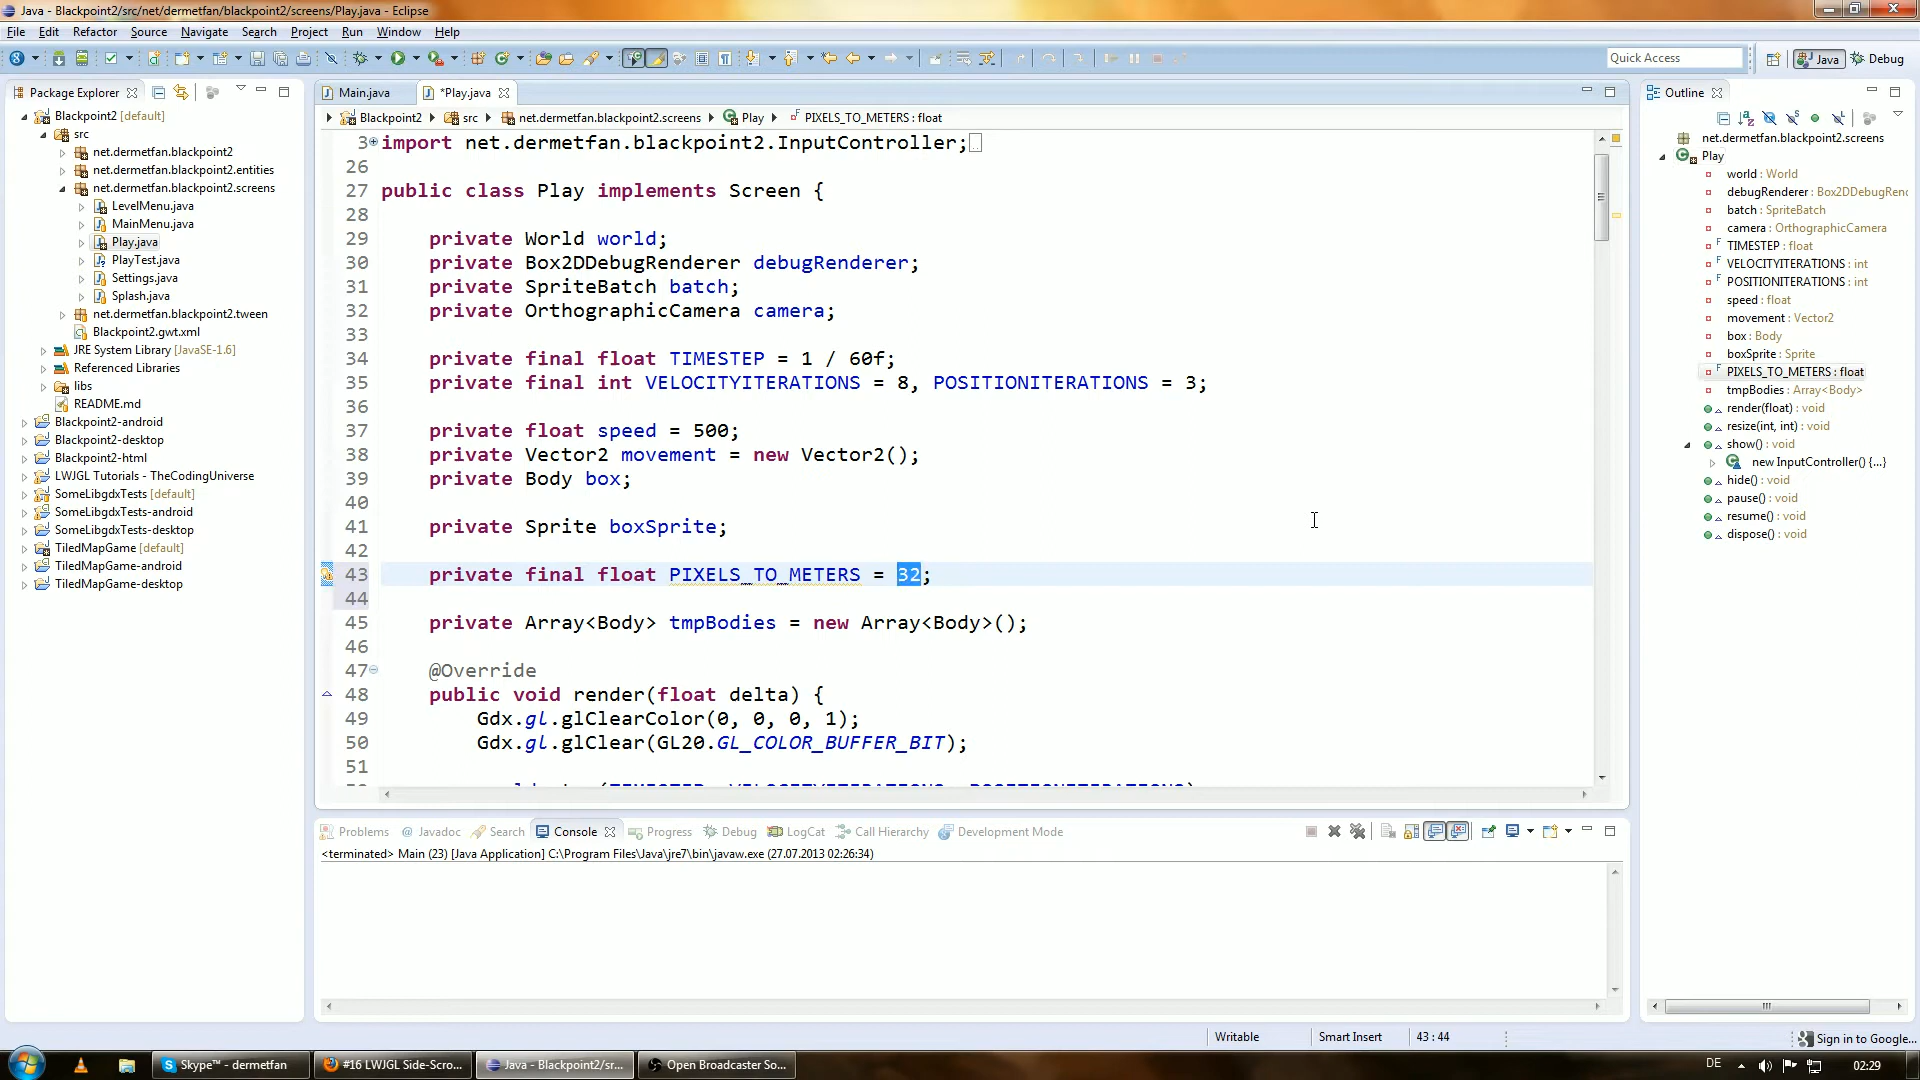 Java - Blackpoint2/src/net/dermetfan/blackpoint2/screens/Play.java - Eclipse
File Edit Refactor Source Navigate Search Project Run Window Help
Quick Access
Java
Debug
Package Explorer
Blackpoint2 [default]
src
net.dermetfan.blackpoint2
net.dermetfan.blackpoint2.entities
net.dermetfan.blackpoint2.screens
LevelMenu.java
MainMenu.java
Play.java
PlayTest.java
Settings.java
Splash.java
net.dermetfan.blackpoint2.tween
Blackpoint2.gwt.xml
JRE System Library [JavaSE-1.6]
Referenced Libraries
libs
README.md
Blackpoint2-android
Blackpoint2-desktop
Blackpoint2-html
LWJGL Tutorials - TheCodingUniverse
SomeLibgdxTests [default]
SomeLibgdxTests-android
SomeLibgdxTests-desktop
TiledMapGame [default]
TiledMapGame-android
TiledMapGame-desktop
Main.java *Play.java
Blackpoint2 src net.dermetfan.blackpoint2.screens Play PIXELS_TO_METERS : float
3 import net.dermetfan.blackpoint2.InputController;
26
27 public class Play implements Screen {
28
29 private World world;
30 private Box2DDebugRenderer debugRenderer;
31 private SpriteBatch batch;
32 private OrthographicCamera camera;
33
34 private final float TIMESTEP = 1 / 60f;
35 private final int VELOCITYITERATIONS = 8, POSITIONITERATIONS = 3;
36
37 private float speed = 500;
38 private Vector2 movement = new Vector2();
39 private Body box;
40
41 private Sprite boxSprite;
42
43 private final float PIXELS_TO_METERS = 32;
44
45 private Array<Body> tmpBodies = new Array<Body>();
46
47 @Override
48 public void render(float delta) {
49 Gdx.gl.glClearColor(0, 0, 0, 1);
50 Gdx.gl.glClear(GL20.GL_COLOR_BUFFER_BIT);
51
Outline
net.dermetfan.blackpoint2.screens
Play
world : World
debugRenderer : Box2DDebugRen
batch : SpriteBatch
camera : OrthographicCamera
TIMESTEP : float
VELOCITYITERATIONS : int
POSITIONITERATIONS : int
speed : float
movement : Vector2
box : Body
boxSprite : Sprite
PIXELS_TO_METERS : float
tmpBodies : Array<Body>
render(float) : void
resize(int, int) : void
show() : void
new InputController() {...}
hide() : void
pause() : void
resume() : void
dispose() : void
Problems Javadoc Search Console Progress Debug LogCat Call Hierarchy Development Mode
<terminated> Main (23) [Java Application] C:\Program Files\Java\jre7\bin\javaw.exe (27.07.2013 02:26:34)
Writable Smart Insert 43 : 44 Sign in to Google...
Skype™ - dermetfan
#16 LWJGL Side-Scro...
Java - Blackpoint2/sr...
Open Broadcaster So...
DE
02:29